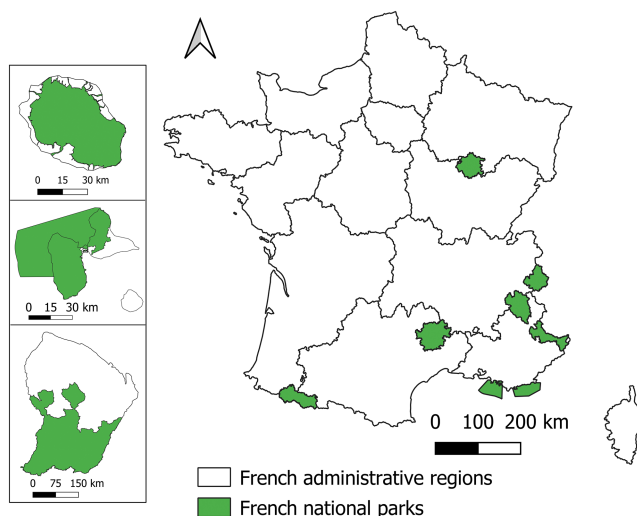 0 15 30 km
0 15 30 km
0 75 150 km
0 100 200 km
French administrative regions
French national parks